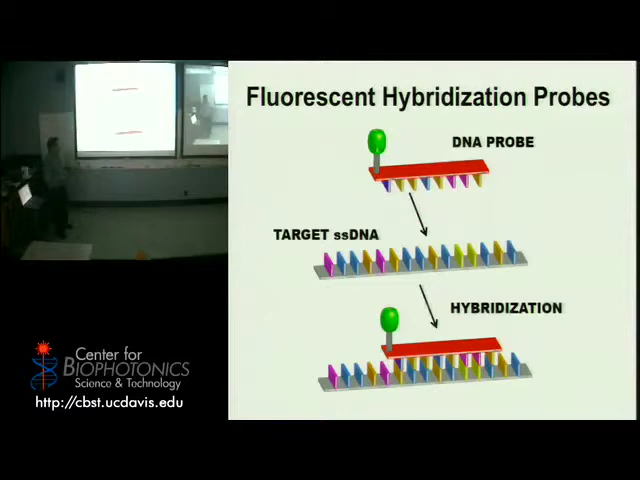 Fluorescent Hybridization Probes
DNA PROBE
TARGET ssDNA
HYBRIDIZATION
Center for
BIOPHOTONICS
Science & Technology
http://cbst.ucdavis.edu